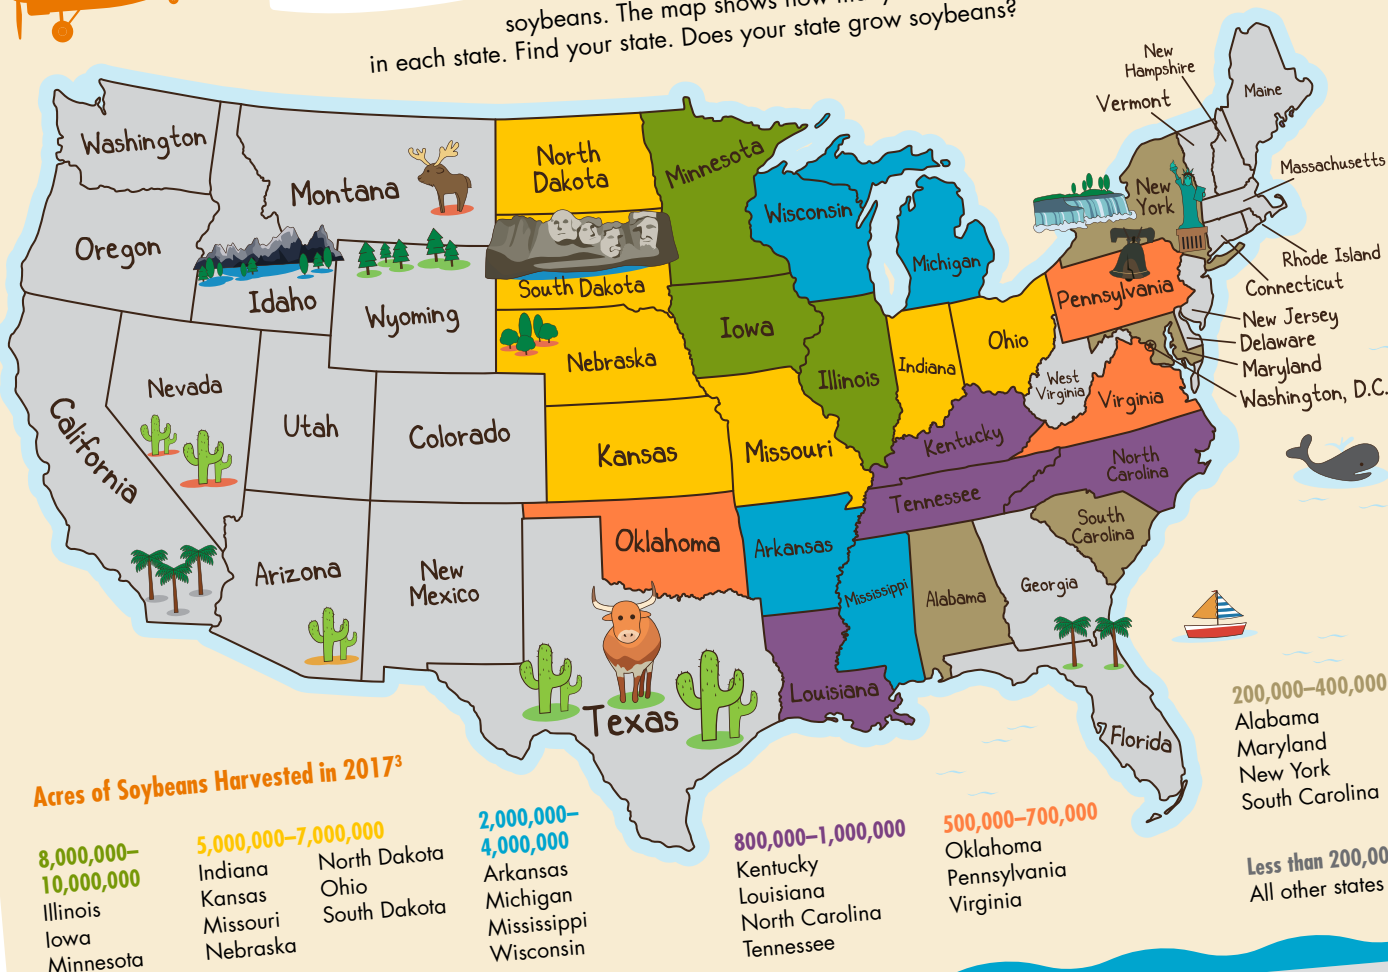 soybeans. The map shows how
in each state. Find your state. Does your state grow soybeans?
New
Hampshire
Vermont
Maine
Massachusetts
Rhode Island
Connecticut
New Jersey
Delaware
Maryland
Washington, D.C.
Washington
Oregon
California
Nevada
Idaho
Montana
Wyoming
Utah
Colorado
Arizona
New
Mexico
North
Dakota
South Dakota
Nebraska
Kansas
Oklahoma
Texas
Minnesota
Iowa
Missouri
Arkansas
Louisiana
Wisconsin
Illinois
Michigan
Indiana
Ohio
Kentucky
Tennessee
Mississippi
Alabama
Georgia
Florida
South
Carolina
North
Carolina
Virginia
West
Virginia
Pennsylvania
New
York
Acres of Soybeans Harvested in 2017³
8,000,000–
10,000,000
Illinois
Iowa
Minnesota
5,000,000–7,000,000
Indiana
Kansas
Missouri
Nebraska
North Dakota
Ohio
South Dakota
2,000,000–
4,000,000
Arkansas
Michigan
Mississippi
Wisconsin
800,000–1,000,000
Kentucky
Louisiana
North Carolina
Tennessee
500,000–700,000
Oklahoma
Pennsylvania
Virginia
200,000–400,000
Alabama
Maryland
New York
South Carolina
Less than 200,00
All other states